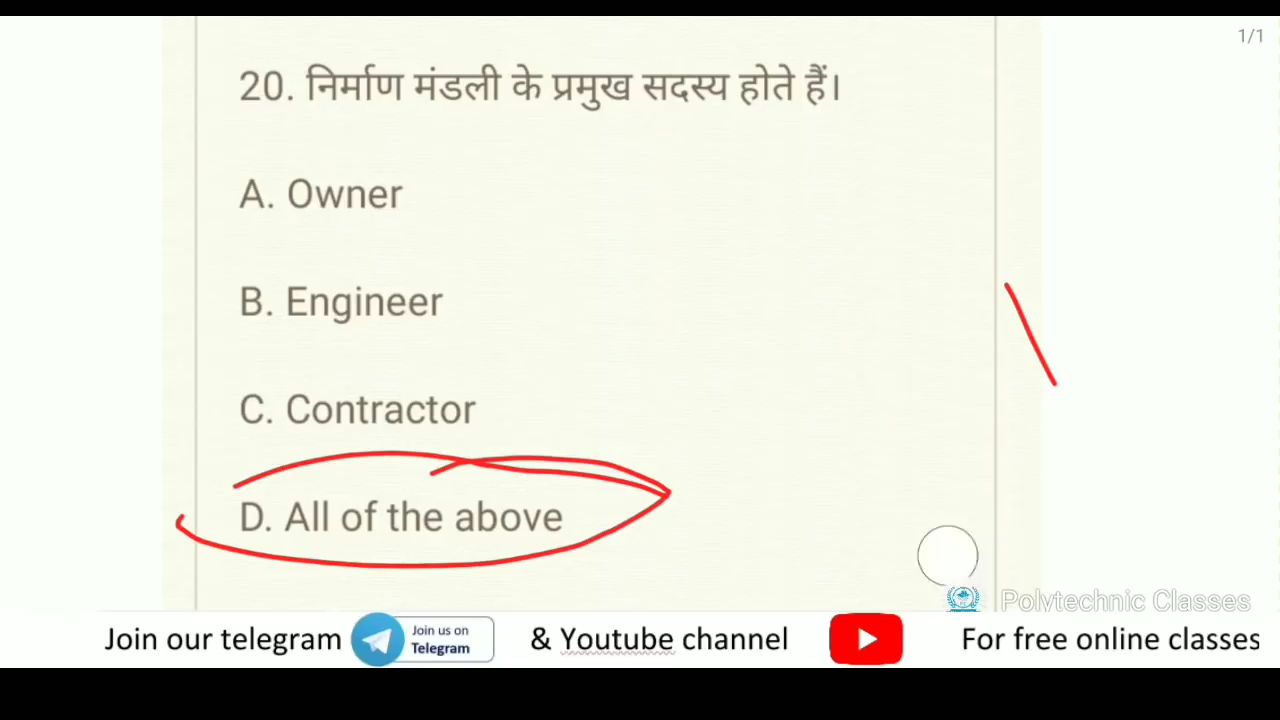 1/1
20. निर्माण मंडली के प्रमुख सदस्य होते हैं।
A. Owner
B. Engineer
C. Contractor
D. All of the above
Polytechnic Classes
Join our telegram Join us on Telegram & Youtube channel For free online classes